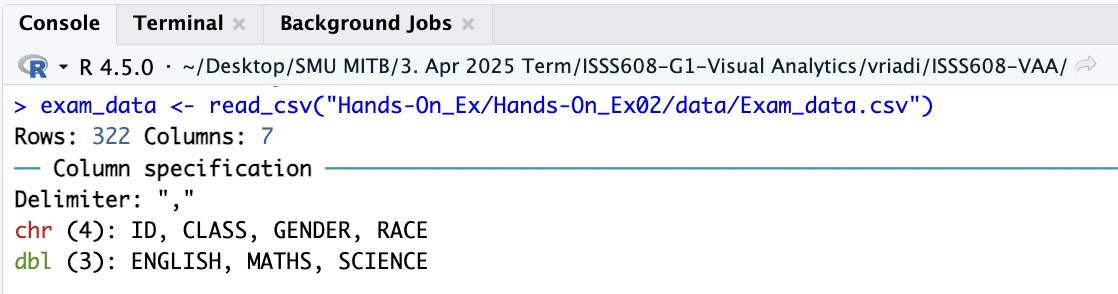 Console Terminal × Background Jobs ×
R R 4.5.0 · ~/Desktop/SMU MITB/3. Apr 2025 Term/ISSS608-G1-Visual Analytics/vriadi/ISSS608-VAA/
> exam_data <- read_csv("Hands-On_Ex/Hands-On_Ex02/data/Exam_data.csv")
Rows: 322 Columns: 7
── Column specification ──────────────────────
Delimiter: ","
chr (4): ID, CLASS, GENDER, RACE
dbl (3): ENGLISH, MATHS, SCIENCE